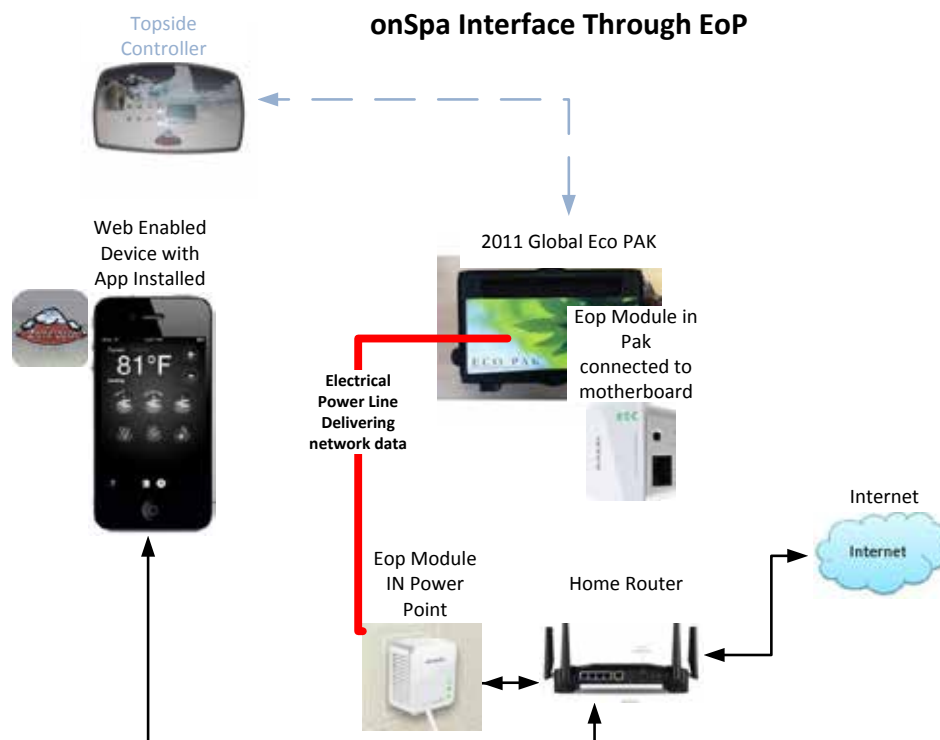 onSpa Interface Through EoP
Topside
Controller
Web Enabled
Device with
App Installed
2011 Global Eco PAK
Eop Module in
Pak
connected to
motherboard
ECO PAK
81°F
Electrical
Power Line
Delivering
network data
Internet
Internet
Eop Module
IN Power
Point
Home Router